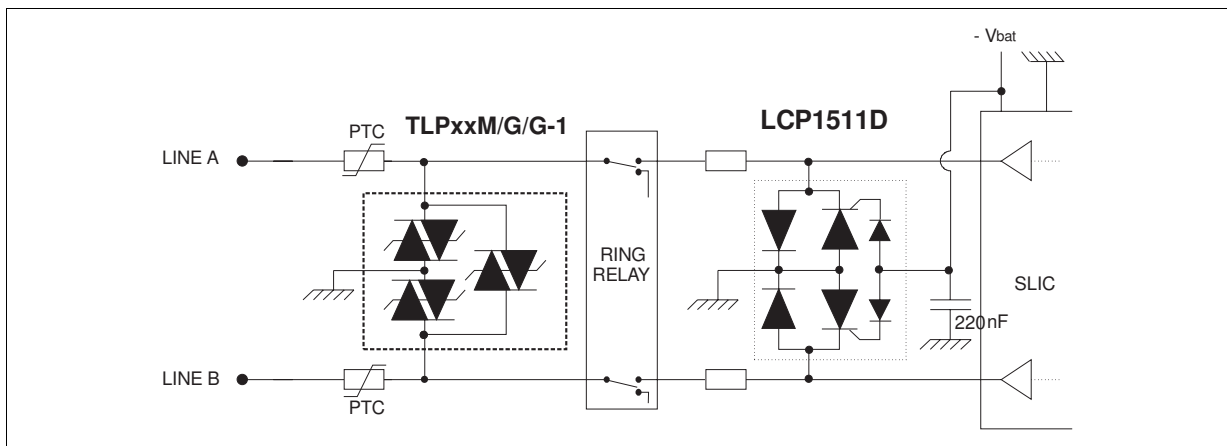 - Vbat
TLPxxM/G/G-1
LCP1511D
PTC
LINE A
RING
RELAY
SLIC
220nF
LINE B
PTC